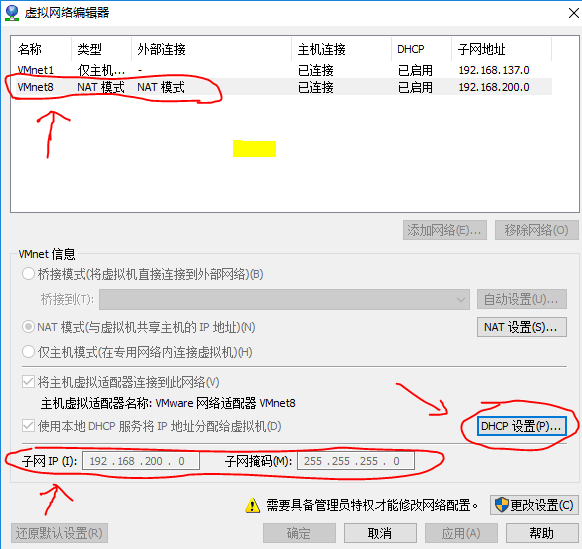 虚拟网络编辑器
名称 类型 外部连接 主机连接 DHCP 子网地址
VMnet1 仅主机... - 已连接 已启用 192.168.137.0
VMnet8 NAT 模式 NAT 模式 已连接 已启用 192.168.200.0
添加网络(E)... 移除网络(O)
VMnet 信息
桥接模式(将虚拟机直接连接到外部网络)(B)
桥接到(T): 自动设置(U)...
NAT 模式(与虚拟机共享主机的 IP 地址)(N) NAT 设置(S)...
仅主机模式(在专用网络内连接虚拟机)(H)
将主机虚拟适配器连接到此网络(V)
主机虚拟适配器名称: VMware 网络适配器 VMnet8
使用本地 DHCP 服务将 IP 地址分配给虚拟机(D) DHCP 设置(P)...
子网 IP (I): 192 . 168 . 200 . 0 子网掩码(M): 255 . 255 . 255 . 0
需要具备管理员特权才能修改网络配置。 更改设置(C)
还原默认设置(R) 确定 取消 应用(A) 帮助